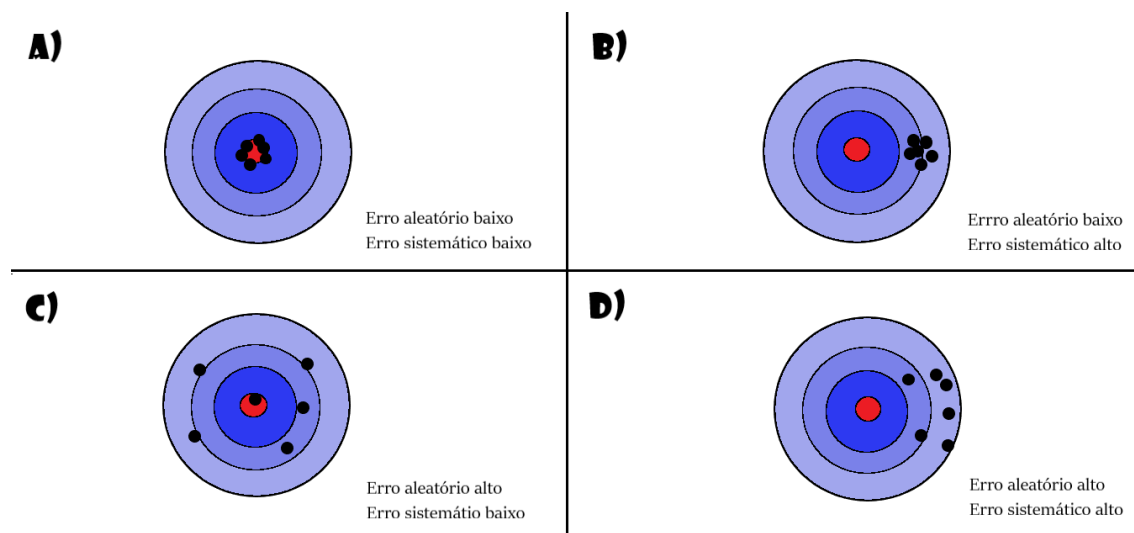 A)
Erro aleatório baixo
Erro sistemático baixo
B)
Errro aleatório baixo
Erro sistemático alto
C)
Erro aleatório alto
Erro sistemátio baixo
D)
Erro aleatório alto
Erro sistemático alto